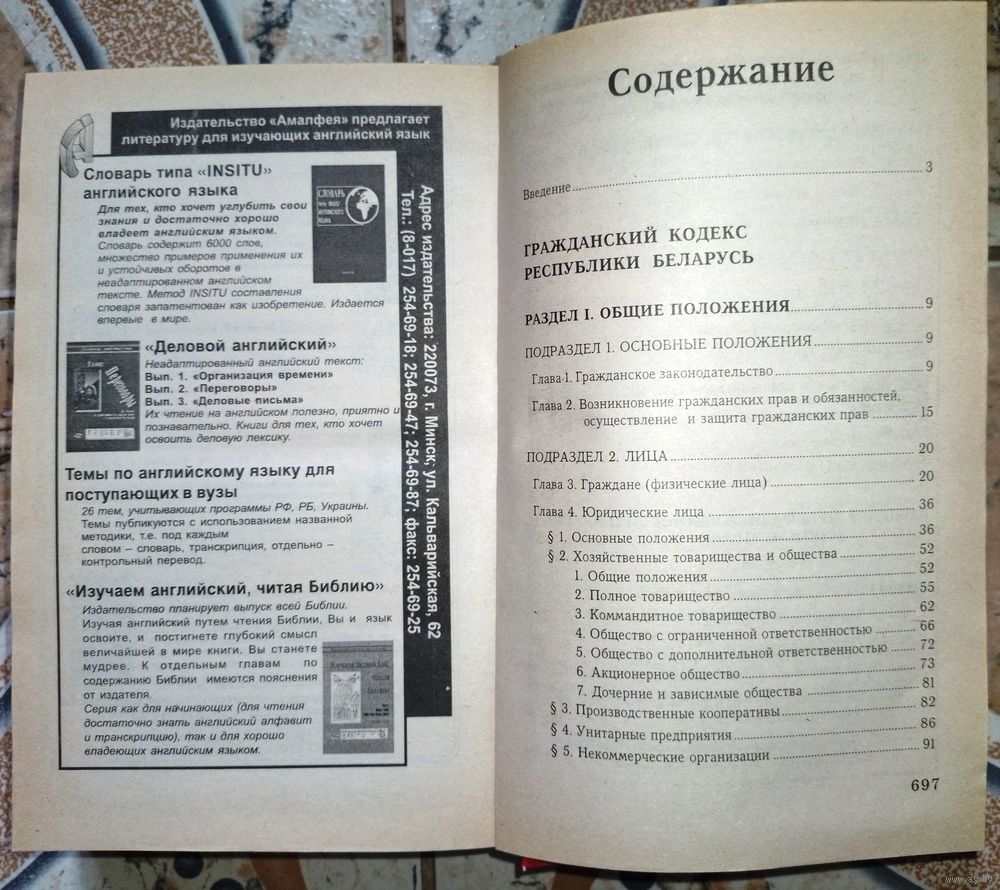 Издательство «Амалфея» предлагает
литературу для изучающих английский язык
Словарь типа «INSITU»
английского языка
Для тех, кто хочет углубить свои
знания и достаточно хорошо
владеет английским языком.
Словарь содержит 6000 слов,
множество примеров применения их
и устойчивых оборотов в
неадаптированном английском
тексте. Метод INSITU составления
словаря запатентован как изобретение. Издается
впервые в мире.
СЛОВАРЬ
типа INSITU
английского
языка
«Деловой английский»
Неадаптированный английский текст:
Вып. 1. «Организация времени»
Вып. 2. «Переговоры»
Вып. 3. «Деловые письма»
Их чтение на английском полезно, приятно и
познавательно. Книги для тех, кто хочет
освоить деловую лексику.
Переговоры
Темы по английскому языку для
поступающих в вузы
26 тем, учитывающих программы РФ, РБ, Украины.
Темы публикуются с использованием названной
методики, т.е. под каждым
словом – словарь, транскрипция, отдельно –
контрольный перевод.
«Изучаем английский, читая Библию»
Издательство планирует выпуск всей Библии.
Изучая английский путем чтения Библии, Вы и язык
освоите, и постигнете глубокий смысл
величайшей в мире книги. Вы станете
мудрее. К отдельным главам по
содержанию Библии имеются пояснения
от издателя.
Серия как для начинающих (для чтения
достаточно знать английский алфавит
и транскрипцию), так и для хорошо
владеющих английским языком.
Адрес издательства: 220073, г. Минск, ул. Кальварийская, 62
Тел.: (8-017) 254-69-18; 254-69-47; 254-69-87; факс: 254-69-25
Содержание
Введение 3
ГРАЖДАНСКИЙ КОДЕКС
РЕСПУБЛИКИ БЕЛАРУСЬ
РАЗДЕЛ I. ОБЩИЕ ПОЛОЖЕНИЯ 9
ПОДРАЗДЕЛ 1. ОСНОВНЫЕ ПОЛОЖЕНИЯ 9
Глава 1. Гражданское законодательство 9
Глава 2. Возникновение гражданских прав и обязанностей,
осуществление и защита гражданских прав 15
ПОДРАЗДЕЛ 2. ЛИЦА 20
Глава 3. Граждане (физические лица) 20
Глава 4. Юридические лица 36
§ 1. Основные положения 36
§ 2. Хозяйственные товарищества и общества 52
1. Общие положения 52
2. Полное товарищество 55
3. Коммандитное товарищество 62
4. Общество с ограниченной ответственностью 66
5. Общество с дополнительной ответственностью 72
6. Акционерное общество 73
7. Дочерние и зависимые общества 81
§ 3. Производственные кооперативы 82
§ 4. Унитарные предприятия 86
§ 5. Некоммерческие организации 91
697
www.ay.by